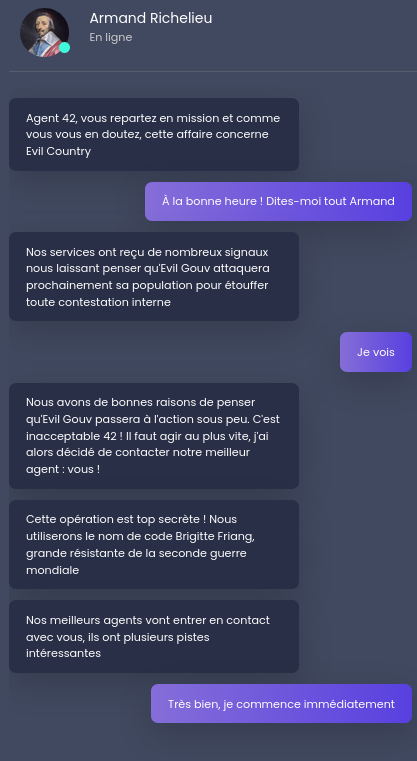 Armand Richelieu
En ligne
Agent 42, vous repartez en mission et comme
vous vous en doutez, cette affaire concerne
Evil Country
À la bonne heure ! Dites-moi tout Armand
Nos services ont reçu de nombreux signaux
nous laissant penser qu'Evil Gouv attaquera
prochainement sa population pour étouffer
toute contestation interne
Je vois
Nous avons de bonnes raisons de penser
qu'Evil Gouv passera à l'action sous peu. C'est
inacceptable 42 ! Il faut agir au plus vite, j'ai
alors décidé de contacter notre meilleur
agent : vous !
Cette opération est top secrète ! Nous
utiliserons le nom de code Brigitte Friang,
grande résistante de la seconde guerre
mondiale
Nos meilleurs agents vont entrer en contact
avec vous, ils ont plusieurs pistes
intéressantes
Très bien, je commence immédiatement